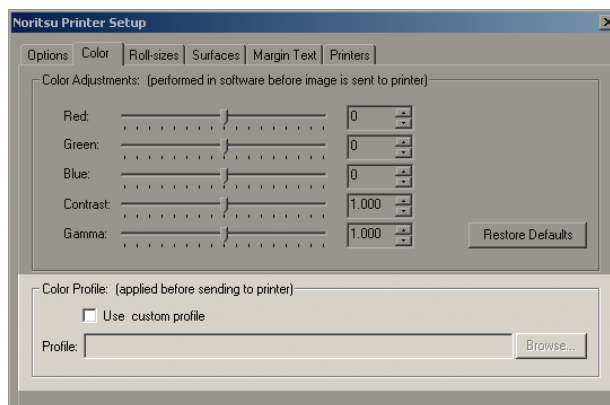 Noritsu Printer Setup
Options Color Roll-sizes Surfaces Margin Text Printers
Color Adjustments: (performed in software before image is sent to printer)
Red: 0
Green: 0
Blue: 0
Contrast: 1.000
Gamma: 1.000 Restore Defaults
Color Profile: (applied before sending to printer)
Use custom profile
Profile: Browse...